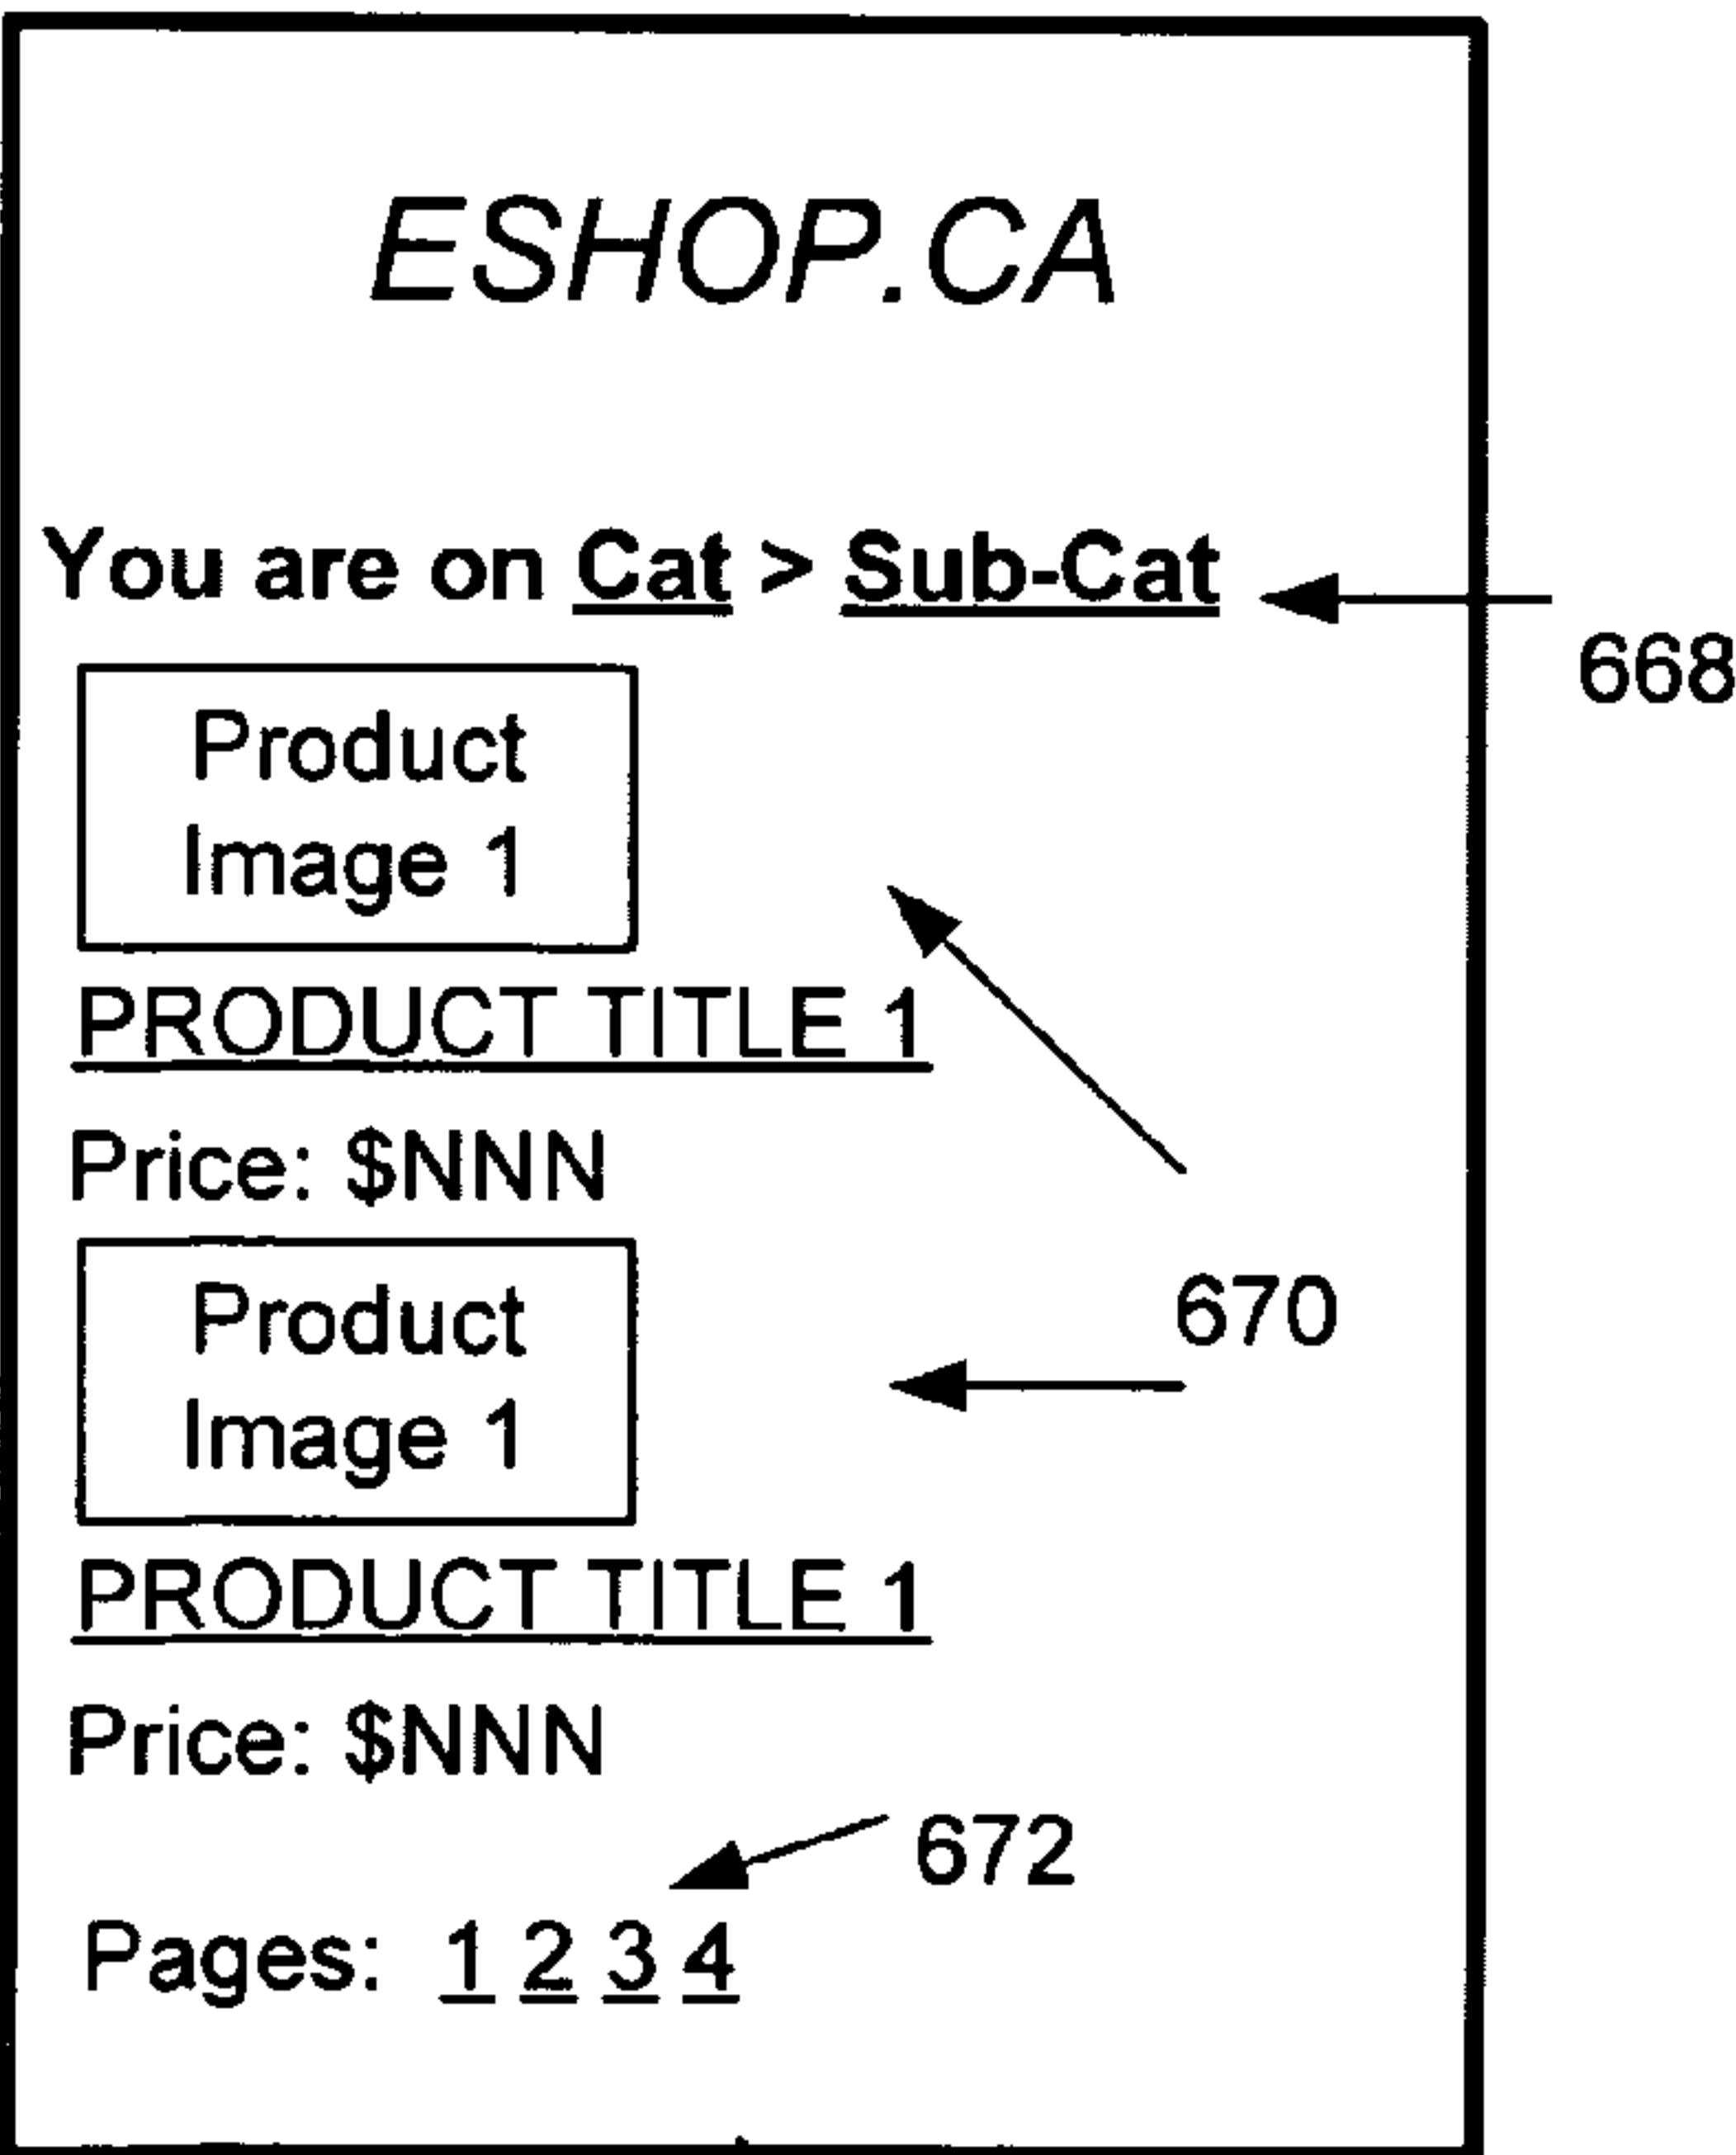 ESHOP.CA
You are on Cat > Sub-Cat
668
Product
Image 1
PRODUCT TITLE 1
Price: $NNN
670
Product
Image 1
PRODUCT TITLE 1
Price: $NNN
672
Pages: 1 2 3 4